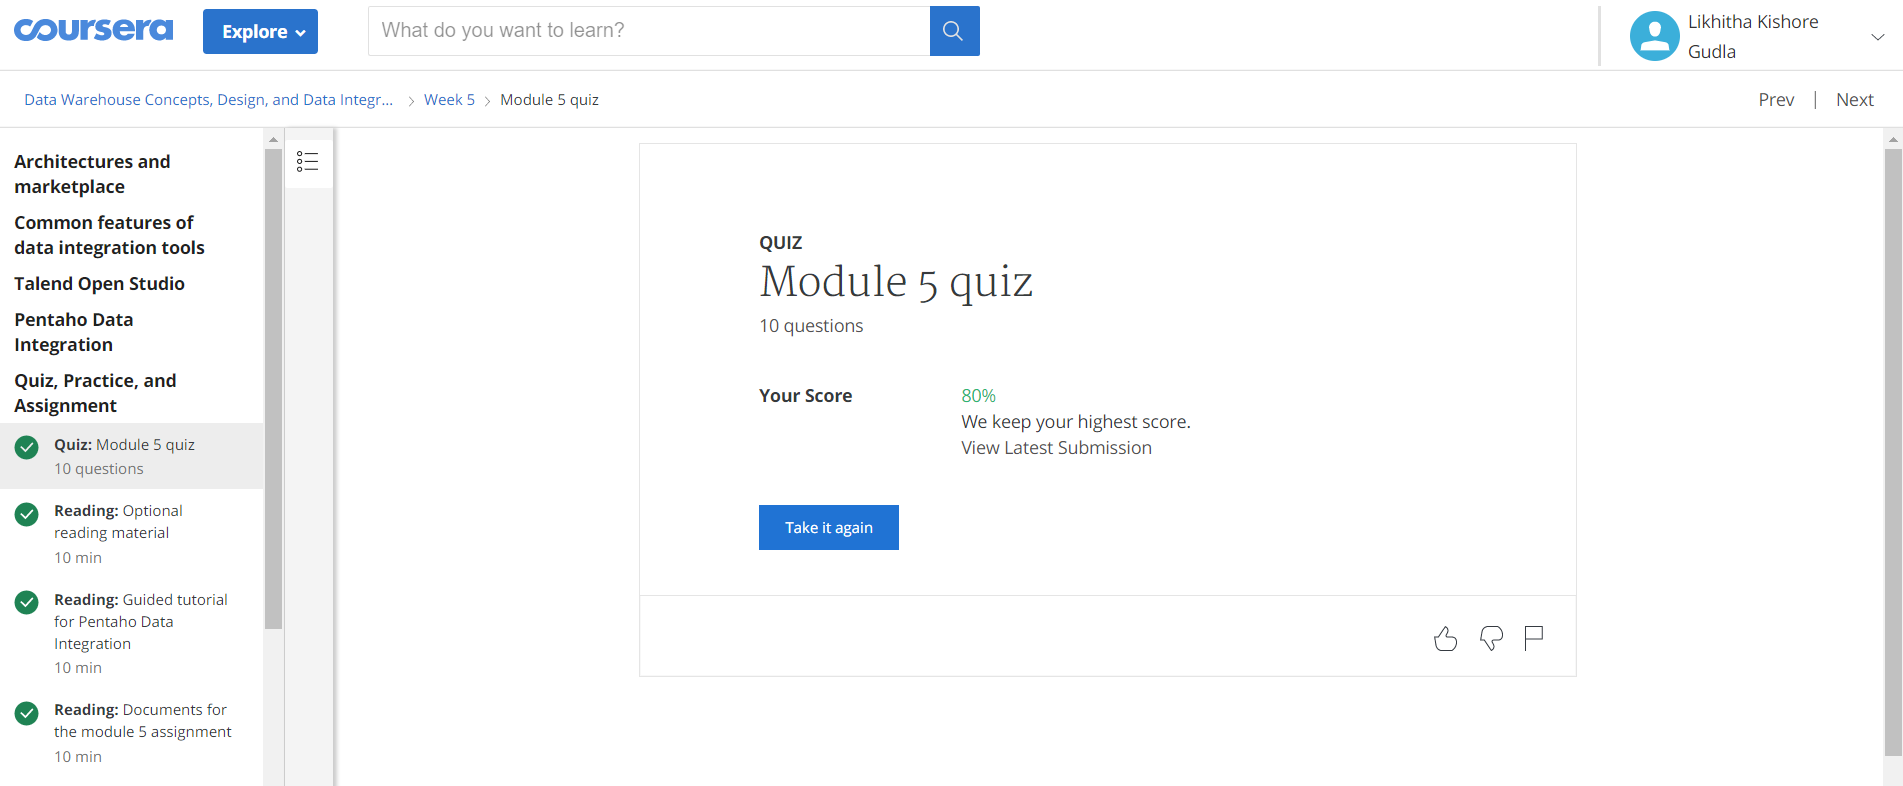 coursera
Explore
What do you want to learn?
Likhitha Kishore
Gudla
Data Warehouse Concepts, Design, and Data Integr... > Week 5 > Module 5 quiz
Prev | Next
Architectures and
marketplace
Common features of
data integration tools
Talend Open Studio
Pentaho Data
Integration
Quiz, Practice, and
Assignment
Quiz: Module 5 quiz
10 questions
Reading: Optional
reading material
10 min
Reading: Guided tutorial
for Pentaho Data
Integration
10 min
Reading: Documents for
the module 5 assignment
10 min
QUIZ
Module 5 quiz
10 questions
Your Score
80%
We keep your highest score.
View Latest Submission
Take it again